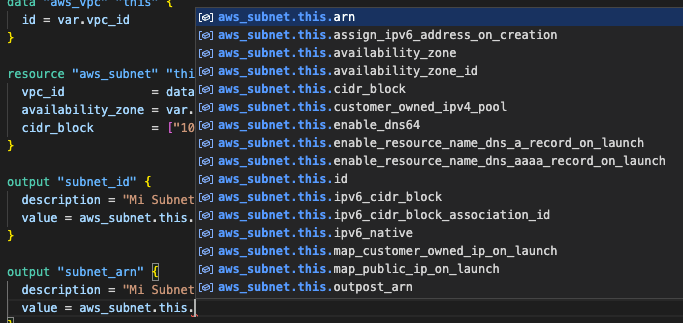 data "aws_vpc" "this" {
id = var.vpc_id
}
resource "aws_subnet" "thi
vpc_id = data
availability_zone = var.
cidr_block = ["10
}
output "subnet_id" {
description = "Mi Subnet
value = aws_subnet.this.
}
output "subnet_arn" {
description = "Mi Subnet
value = aws_subnet.this.
}
aws_subnet.this.arn
aws_subnet.this.assign_ipv6_address_on_creation
aws_subnet.this.availability_zone
aws_subnet.this.availability_zone_id
aws_subnet.this.cidr_block
aws_subnet.this.customer_owned_ipv4_pool
aws_subnet.this.enable_dns64
aws_subnet.this.enable_resource_name_dns_a_record_on_launch
aws_subnet.this.enable_resource_name_dns_aaaa_record_on_launch
aws_subnet.this.id
aws_subnet.this.ipv6_cidr_block
aws_subnet.this.ipv6_cidr_block_association_id
aws_subnet.this.ipv6_native
aws_subnet.this.map_customer_owned_ip_on_launch
aws_subnet.this.map_public_ip_on_launch
aws_subnet.this.outpost_arn